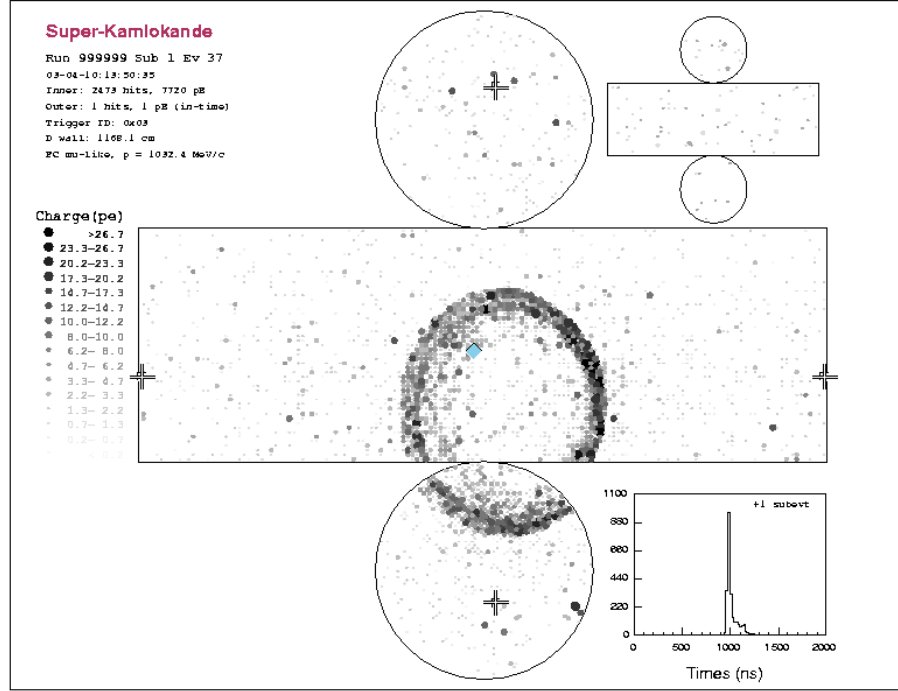 Super-Kamiokande
Run 999999 Sub 1 Ev 37
03-04-10:13:50:35
Inner: 2473 hits, 7720 pE
Outer: 1 hits, 1 pE (in-time)
Trigger ID: 0x03
D wall: 1168.1 cm
FC mu-like, p = 1032.4 MeV/c
Charge(pe)
>26.7
23.3-26.7
20.2-23.3
17.3-20.2
14.7-17.3
12.2-14.7
10.0-12.2
8.0-10.0
6.2- 8.0
4.7- 6.2
3.3- 4.7
2.2- 3.3
1.3- 2.2
0.7- 1.3
0.2- 0.7
1100
880
660
440
220
0
+1 subevt
0 500 1000 1500 2000
Times (ns)